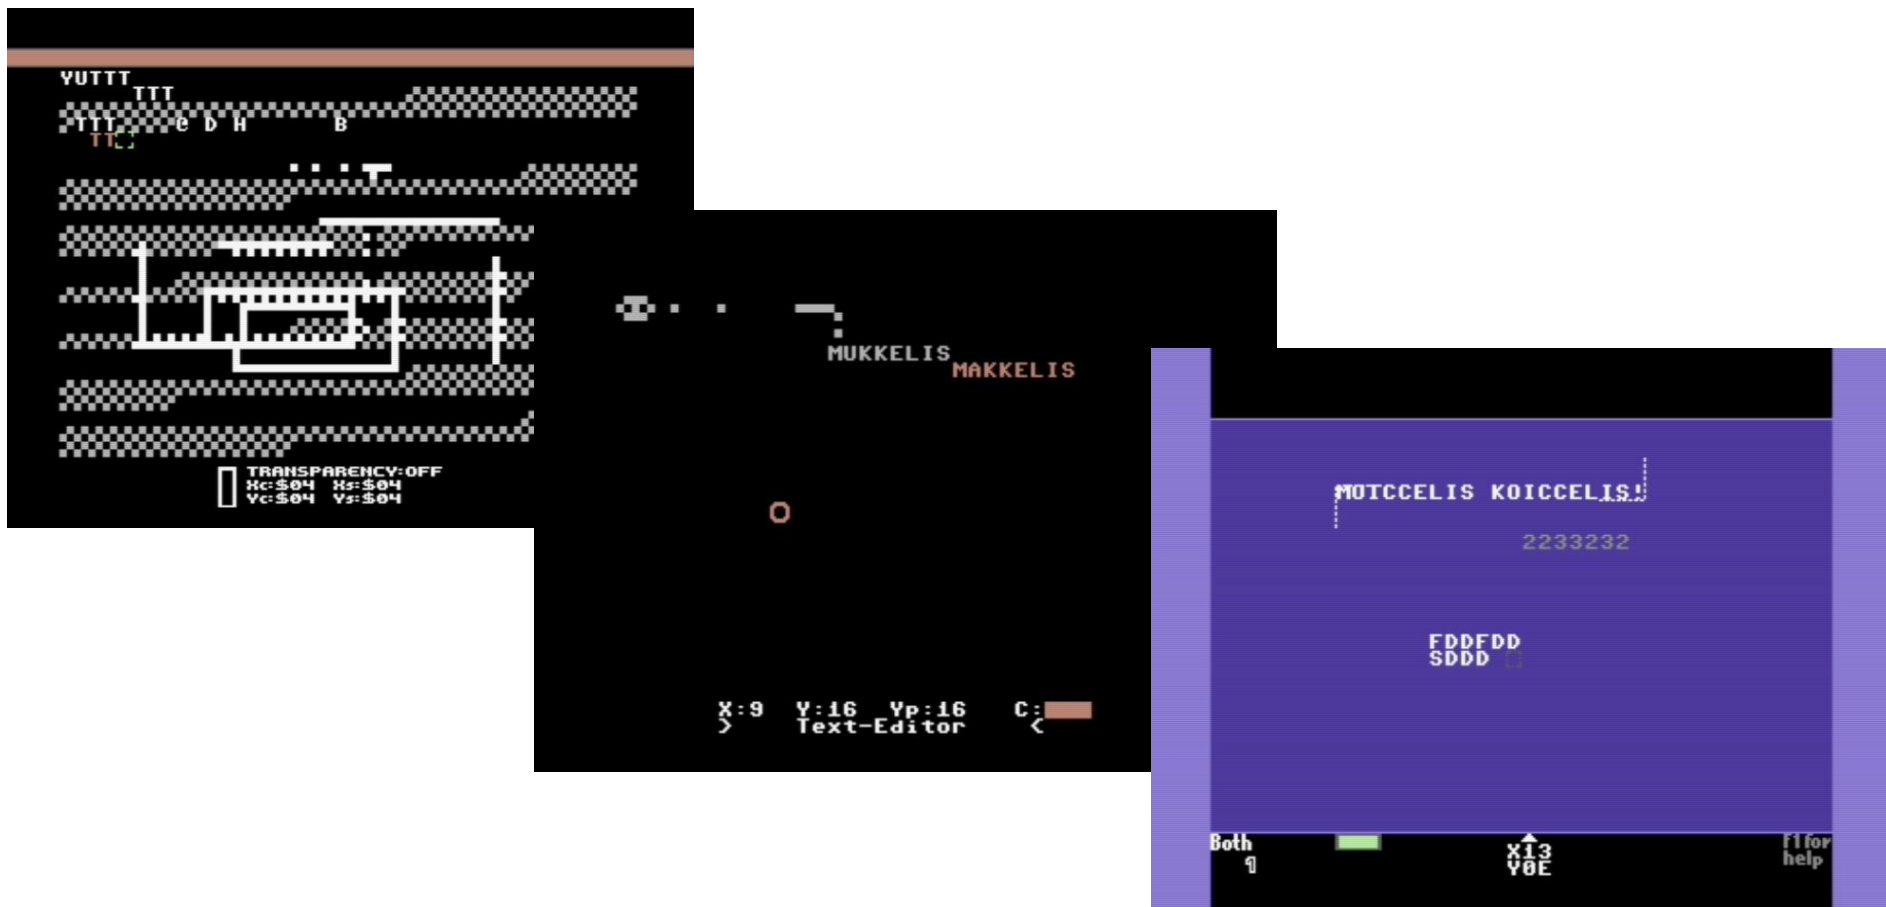 YUTTT
TTT
TTT @ D H B
TT
TRANSPARENCY:OFF
Xc:$04 Xs:$04
Yc:$04 Ys:$04
MUKKELIS
MAKKELIS
O
X:9 Y:16 Yp:16 C:
> Text-Editor <
MOTCCELIS KOICCELIS!
2233232
FDDFDD
SDDD
Both
¶
X13
Y0E
f1 for
help